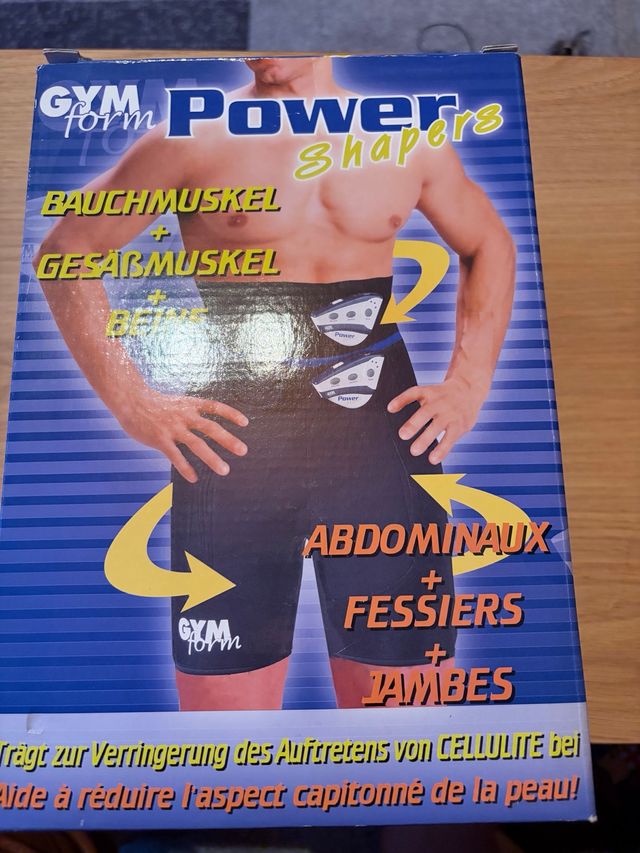 GYM form Power shapers
BAUCHMUSKEL
+
GESÄßMUSKEL
+
BEINE
Power
Power
ABDOMINAUX
+
FESSIERS
+
JAMBES
GYM
form
Trägt zur Verringerung des Auftretens von CELLULITE bei
Aide à réduire l'aspect capitonné de la peau!